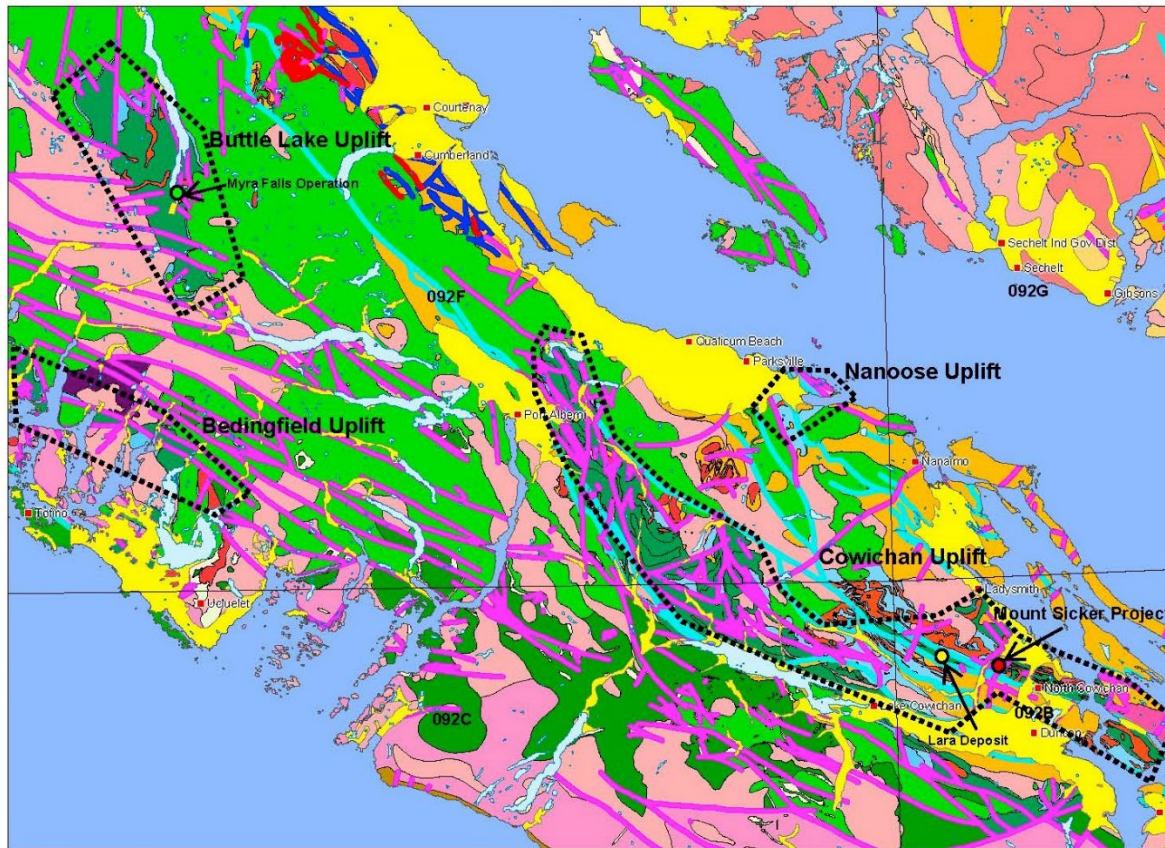 Courtenay
Buttle Lake Uplift
Cumberland
Myra Falls Operation
Sechelt Ind Gov Dist
Sechelt
092F
092G
Gibsons
Qualicum Beach
Parksville
Nanoose Uplift
Port Alberni
Bedingfield Uplift
Nanaimo
Tofino
Cowichan Uplift
Ladysmith
Ucluelet
Mount Sicker Project
North Cowichan
Lake Cowichan
092C
092B
Duncan
Lara Deposit